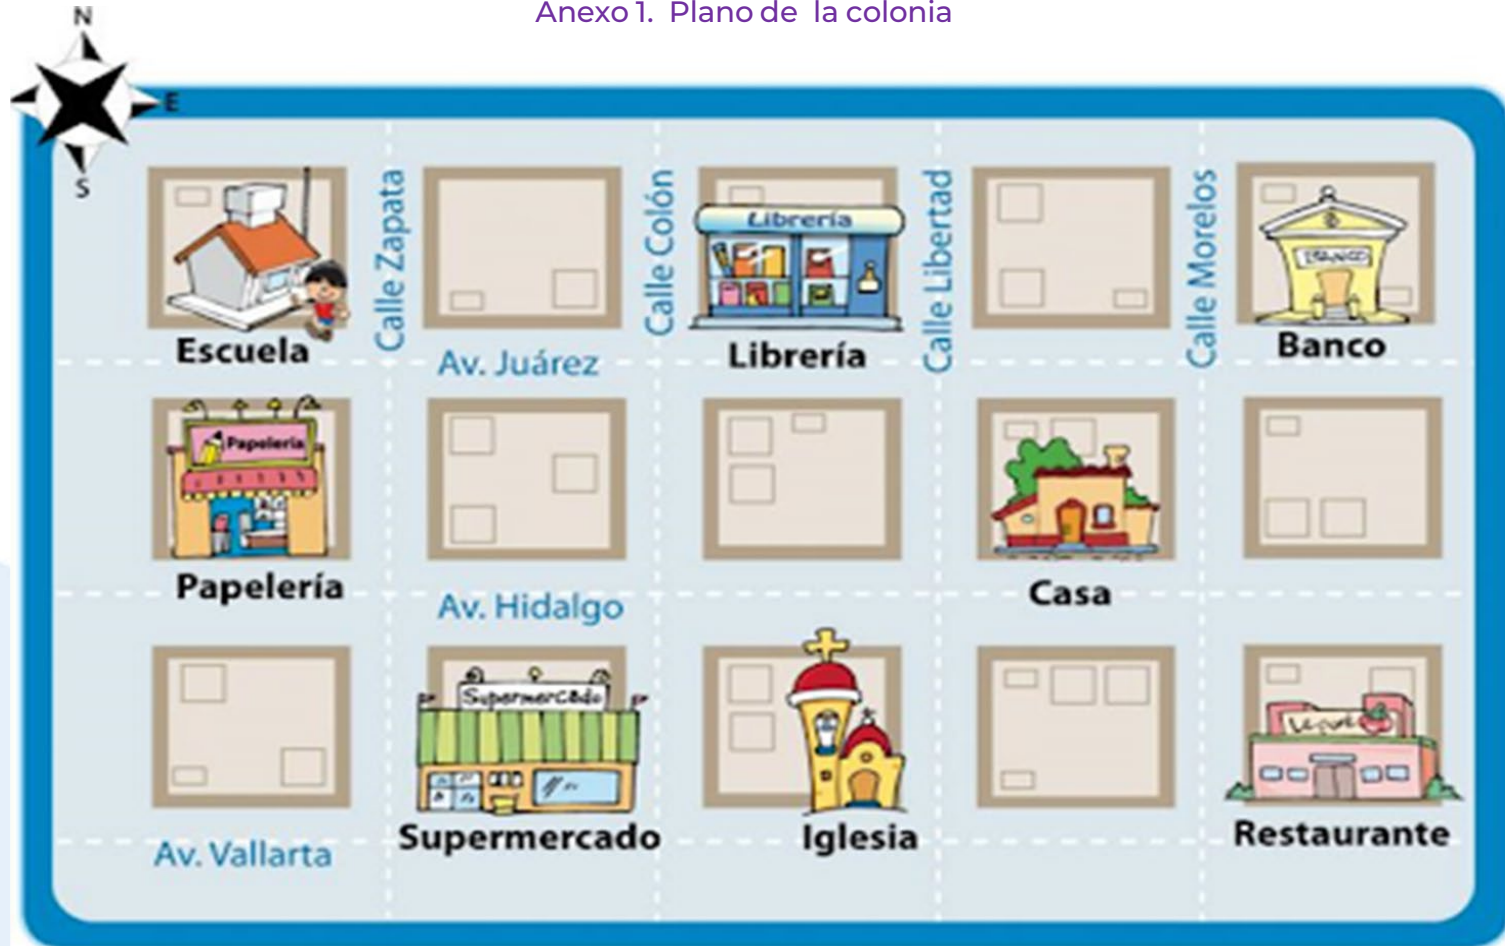 Anexo 1. Plano de la colonia
N
E
S
Calle Zapata
Calle Colón
Librería
Calle Libertad
Calle Morelos
BANCO
Escuela
Av. Juárez
Librería
Banco
Papelería
Papelería
Av. Hidalgo
Casa
Supermercado
Supermercado
Iglesia
Restaurante
Av. Vallarta